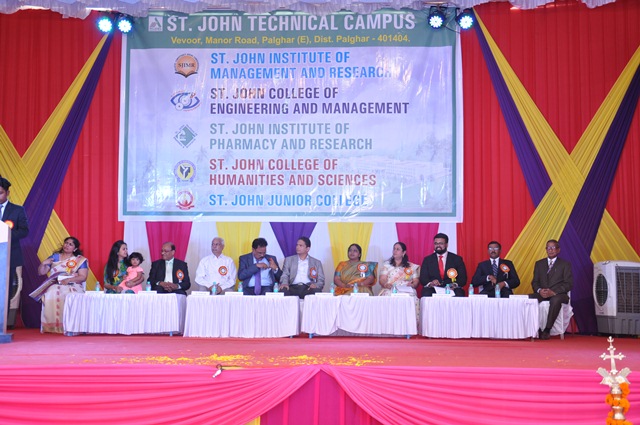 ST. JOHN TECHNICAL CAMPUS
Vevoor, Manor Road, Palghar (E), Dist. Palghar - 401404.
ST. JOHN INSTITUTE OF
MANAGEMENT AND RESEARCH
ST. JOHN COLLEGE OF
ENGINEERING AND MANAGEMENT
ST. JOHN INSTITUTE OF
PHARMACY AND RESEARCH
ST. JOHN COLLEGE OF
HUMANITIES AND SCIENCES
ST. JOHN JUNIOR COLLEGE